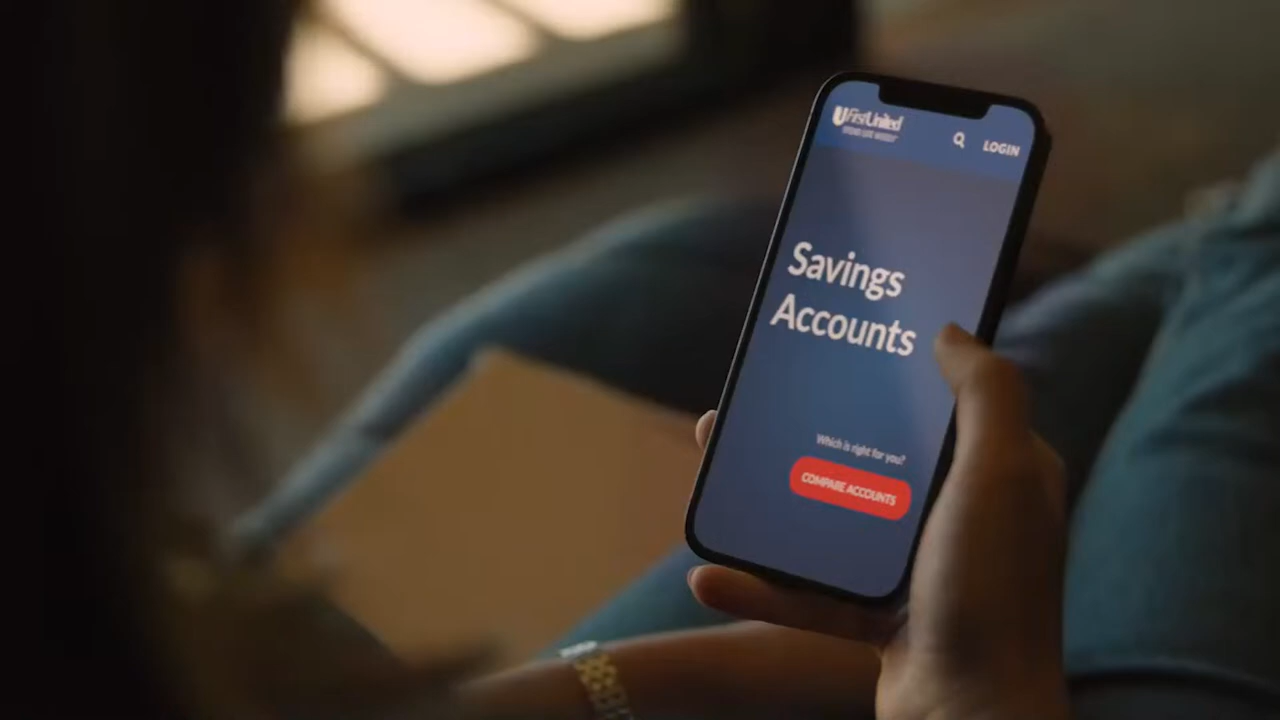 FirstUnited
LOGIN
Savings
Accounts
Which is right for you?
COMPARE ACCOUNTS